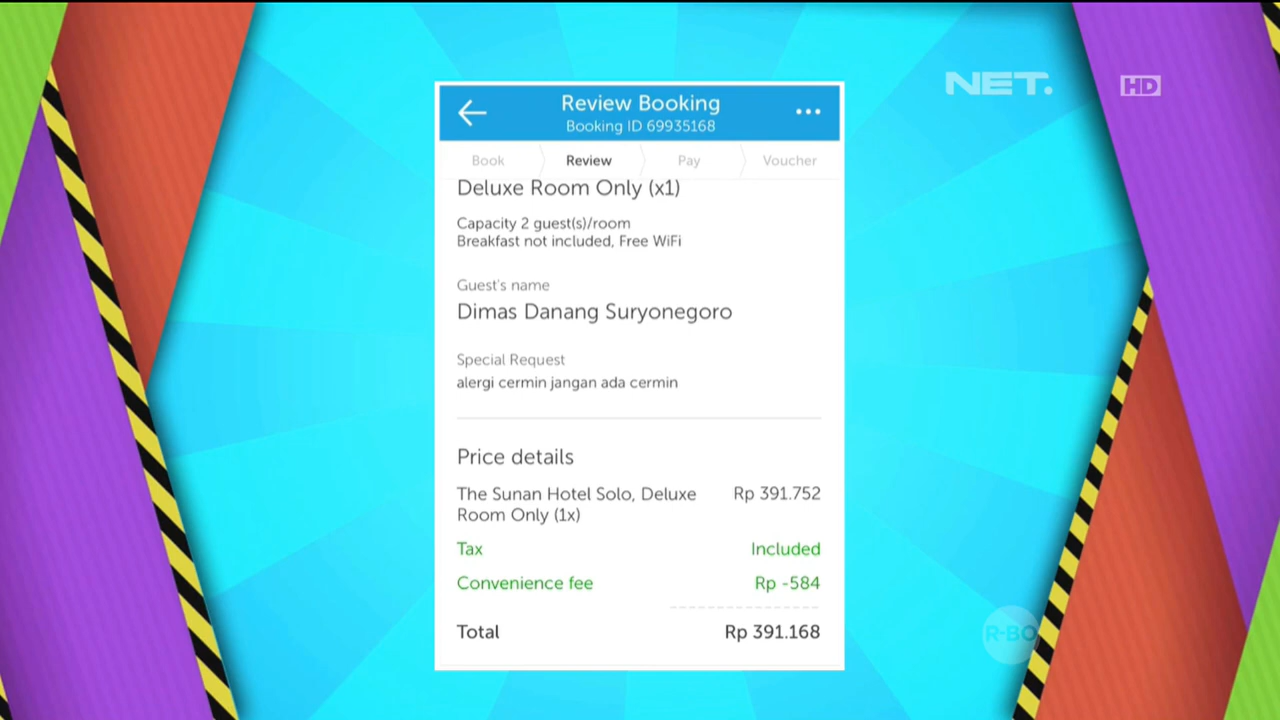 NET.
HD
Review Booking
Booking ID 69935168
Book
Review
Pay
Voucher
Deluxe Room Only (x1)
Capacity 2 guest(s)/room
Breakfast not included, Free WiFi
Guest's name
Dimas Danang Suryonegoro
Special Request
alergi cermin jangan ada cermin
Price details
The Sunan Hotel Solo, Deluxe Rp 391.752
Room Only (1x)
Tax Included
Convenience fee Rp -584
Total Rp 391.168
R-BO